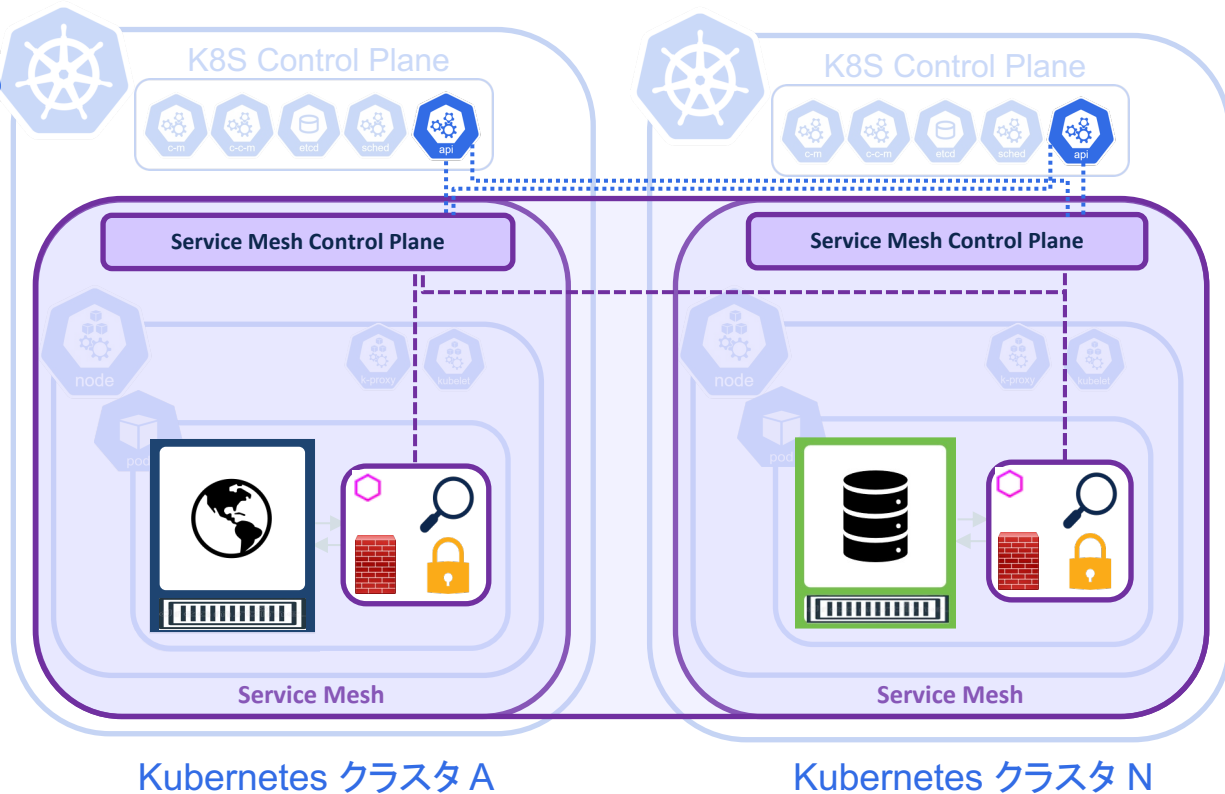 K8S Control Plane
c-m
c-c-m
etcd
sched
api
Service Mesh Control Plane
node
k-proxy
kubelet
pod
Service Mesh
Kubernetes クラスタ A
K8S Control Plane
c-m
c-c-m
etcd
sched
api
Service Mesh Control Plane
node
k-proxy
kubelet
pod
Service Mesh
Kubernetes クラスタ N